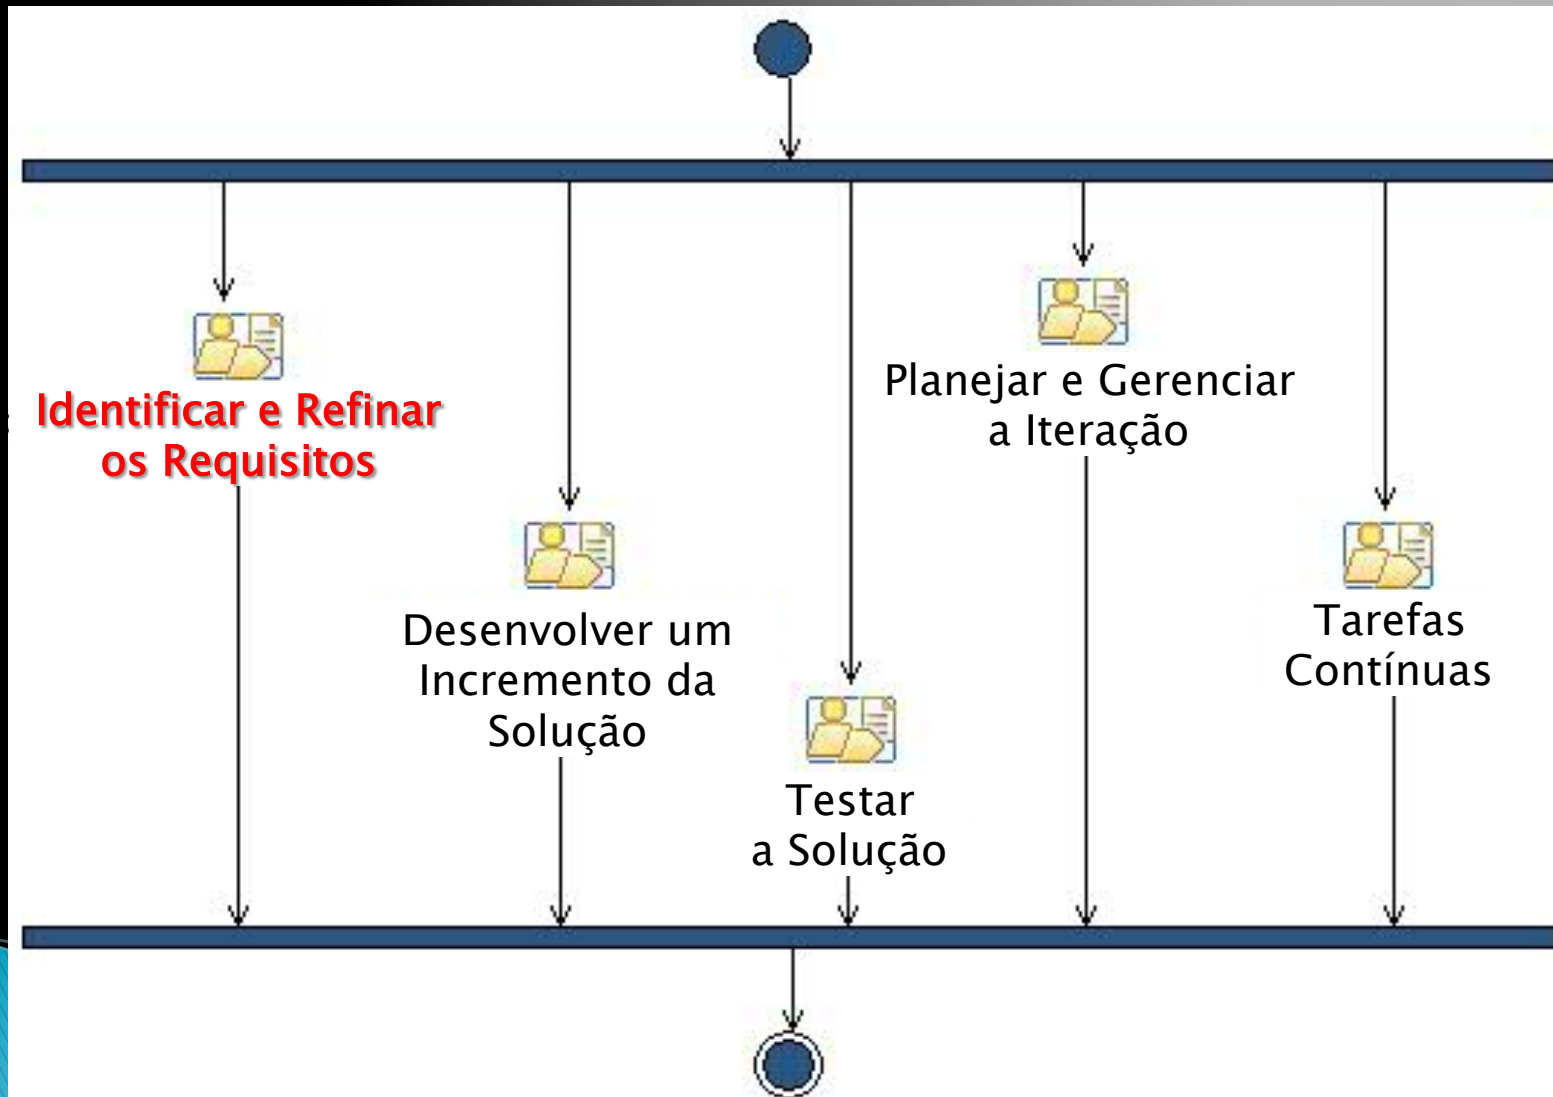 Identificar e Refinar
os Requisitos
Planejar e Gerenciar
a Iteração
Desenvolver um
Incremento da
Solução
Tarefas
Contínuas
Testar
a Solução